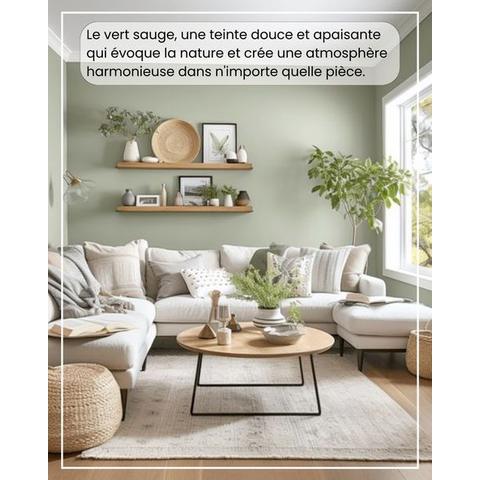 Le vert sauge, une teinte douce et apaisante
qui évoque la nature et crée une atmosphère
harmonieuse dans n'importe quelle pièce.